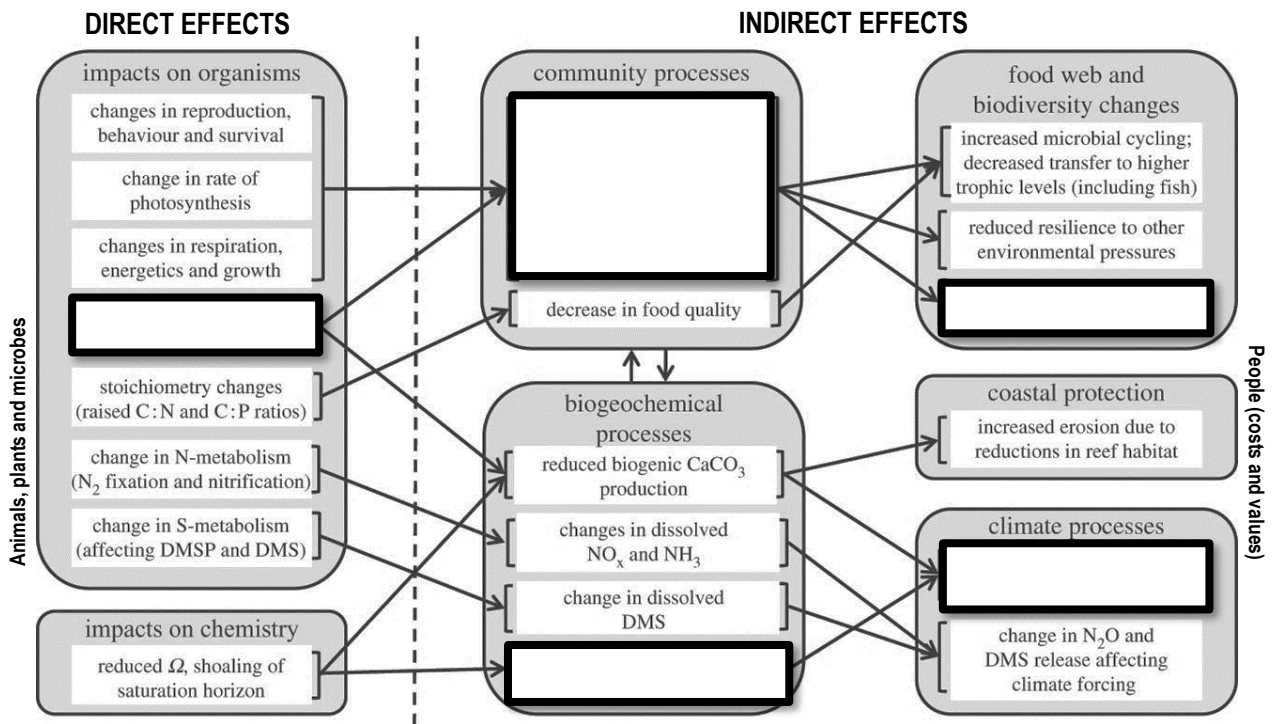 DIRECT EFFECTS
INDIRECT EFFECTS
impacts on organisms
changes in reproduction,
behaviour and survival
change in rate of
photosynthesis
changes in respiration,
energetics and growth
stoichiometry changes
(raised C:N and C:P ratios)
change in N-metabolism
(N₂ fixation and nitrification)
change in S-metabolism
(affecting DMSP and DMS)
impacts on chemistry
reduced Ω, shoaling of
saturation horizon
Animals, plants and microbes
community processes
decrease in food quality
biogeochemical
processes
reduced biogenic CaCO₃
production
changes in dissolved
NOₓ and NH₃
change in dissolved
DMS
food web and
biodiversity changes
increased microbial cycling;
decreased transfer to higher
trophic levels (including fish)
reduced resilience to other
environmental pressures
coastal protection
increased erosion due to
reductions in reef habitat
climate processes
change in N₂O and
DMS release affecting
climate forcing
People (costs and values)